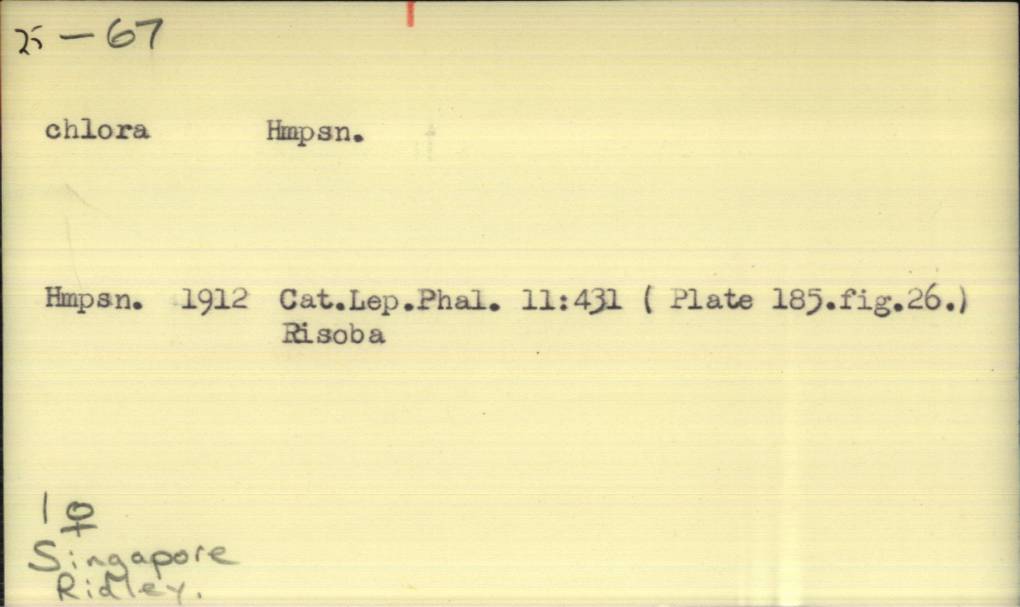 25 – 67
chlora Hmpsn.
Hmpsn. 1912 Cat.Lep.Phal. 11:431 ( Plate 185.fig.26.)
Risoba
1 ♀
Singapore
Ridley.